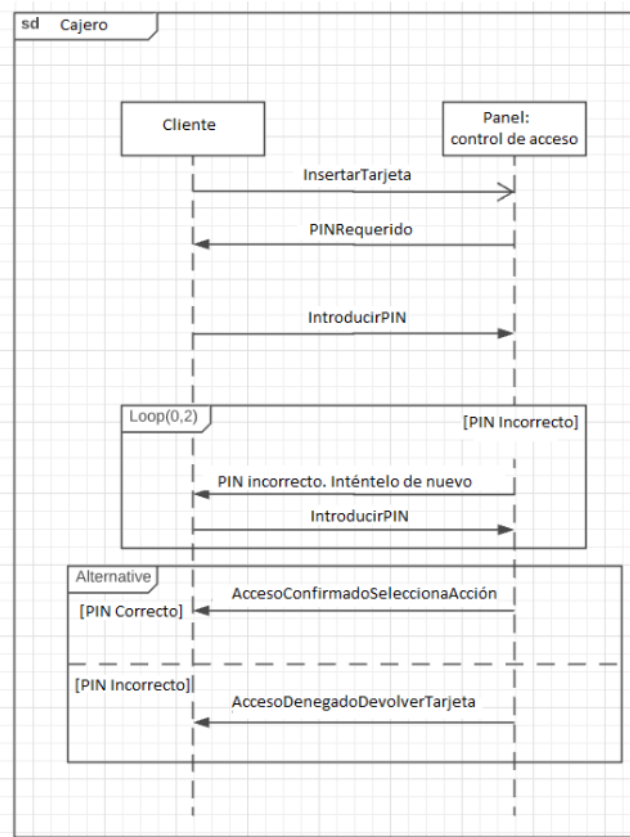 sd Cajero
Cliente
Panel:
control de acceso
InsertarTarjeta
PINRequerido
IntroducirPIN
Loop(0,2)
[PIN Incorrecto]
PIN incorrecto. Inténtelo de nuevo
IntroducirPIN
Alternative
AccesoConfirmadoSeleccionaAcción
[PIN Correcto]
[PIN Incorrecto]
AccesoDenegadoDevolverTarjeta